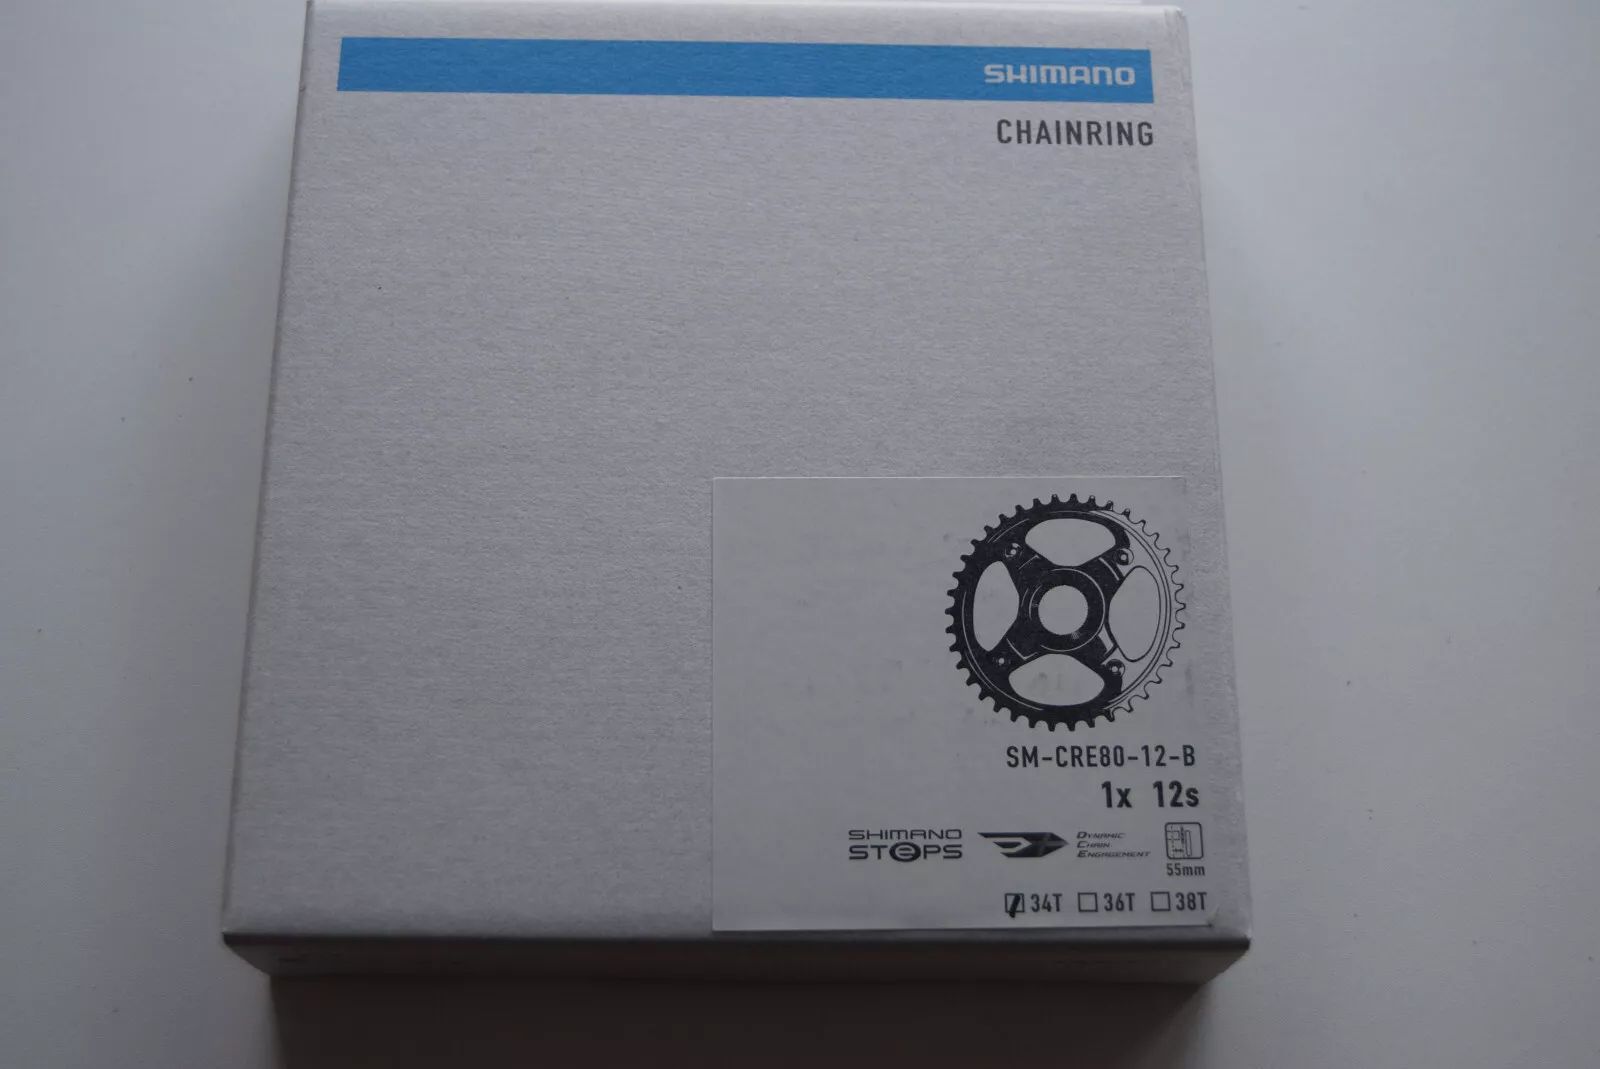 SHIMANO
CHAINRING
SM-CRE80-12-B
1x 12s
SHIMANO
STEPS
DYNAMIC
CHAIN
ENGAGEMENT
55mm
34T 36T 38T